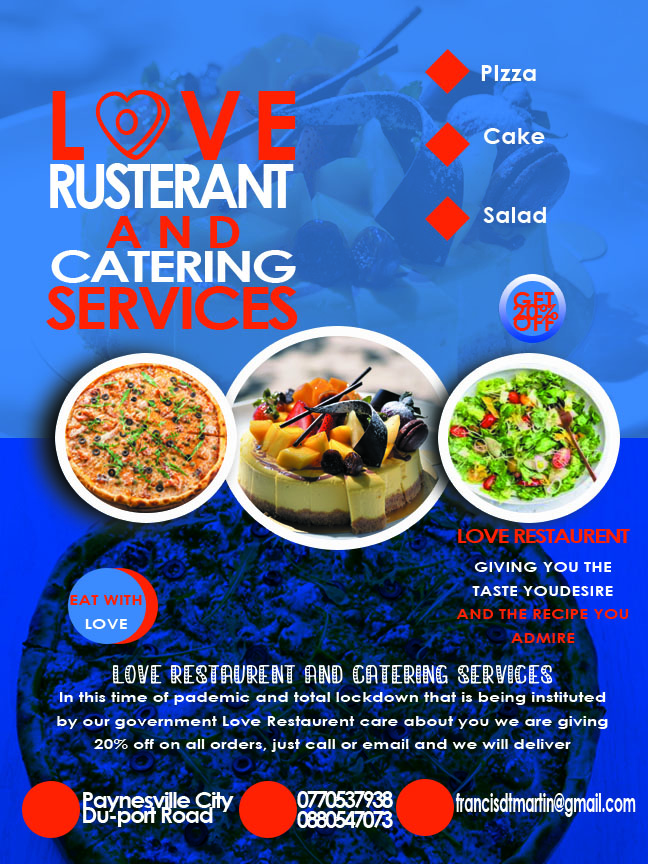 LOVE
RUSTERANT
AND
CATERING
SERVICES
PIzza
Cake
Salad
GET
20%
OFF
LOVE RESTAURENT
GIVING YOU THE
TASTE YOUDESIRE
AND THE RECIPE YOU
ADMIRE
EAT WITH
LOVE
LOVE RESTAURENT AND CATERING SERVICES
In this time of pademic and total lockdown that is being instituted
by our government Love Restaurent care about you we are giving
20% off on all orders, just call or email and we will deliver
Paynesville City
Du-port Road
0770537938
0880547073
francisdtmartin@gmail.com